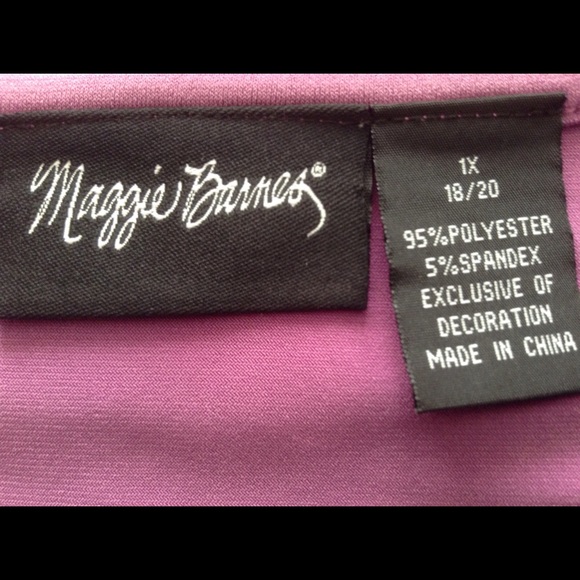 Maggie Barnes®
1X
18/20
95%POLYESTER
5%SPANDEX
EXCLUSIVE OF
DECORATION
MADE IN CHINA